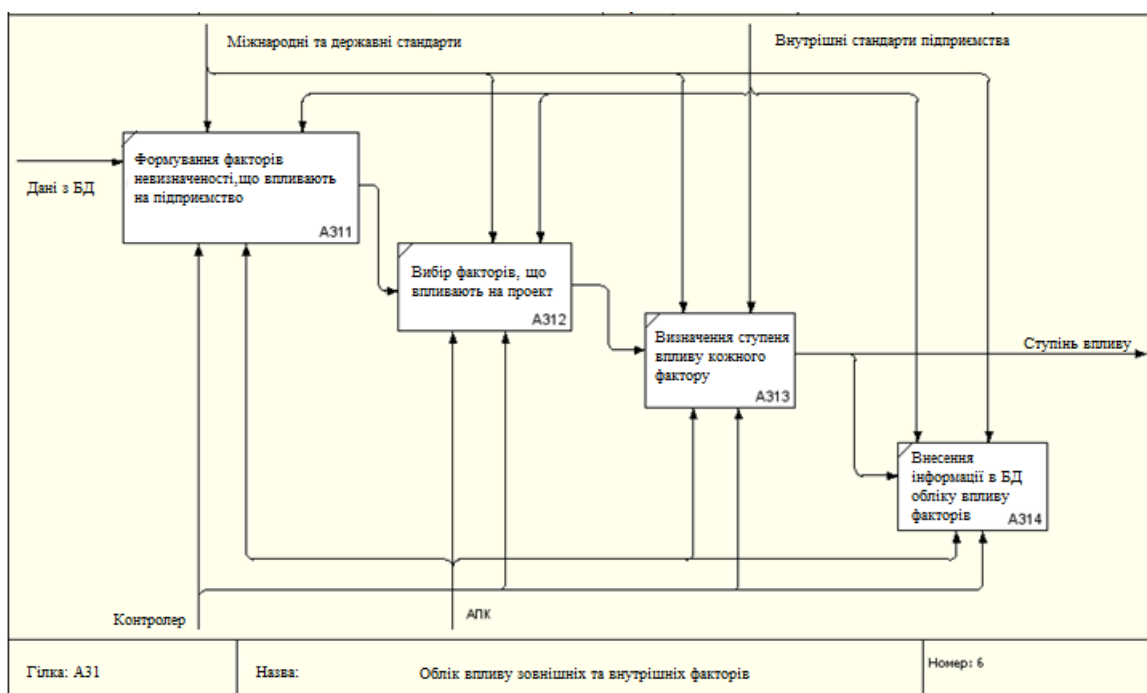 Міжнародні та державні стандарти
Внутрішні стандарти підприємства
Дані з БД
Формування факторів
невизначеності,що впливають
на підприємство
А311
Вибір факторів, що
впливають на проект
А312
Визначення ступеня
впливу кожного
фактору
А313
Ступінь впливу
Внесення
інформації в БД
обліку впливу
факторів
А314
Контролер
АПК
Гілка: А31
Назва:
Облік впливу зовнішніх та внутрішніх факторів
Номер: 6